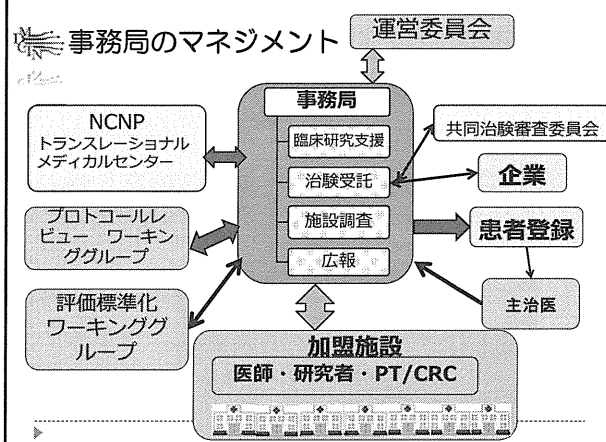 事務局のマネジメント
運営委員会
事務局
臨床研究支援
治験受託
施設調査
広報
NCNP
トランスレーショナル
メディカルセンター
プロトコールレ
ビュー ワーキン
ググループ
評価標準化
ワーキンググ
ループ
共同治験審査委員会
企業
患者登録
主治医
加盟施設
医師・研究者・PT/CRC